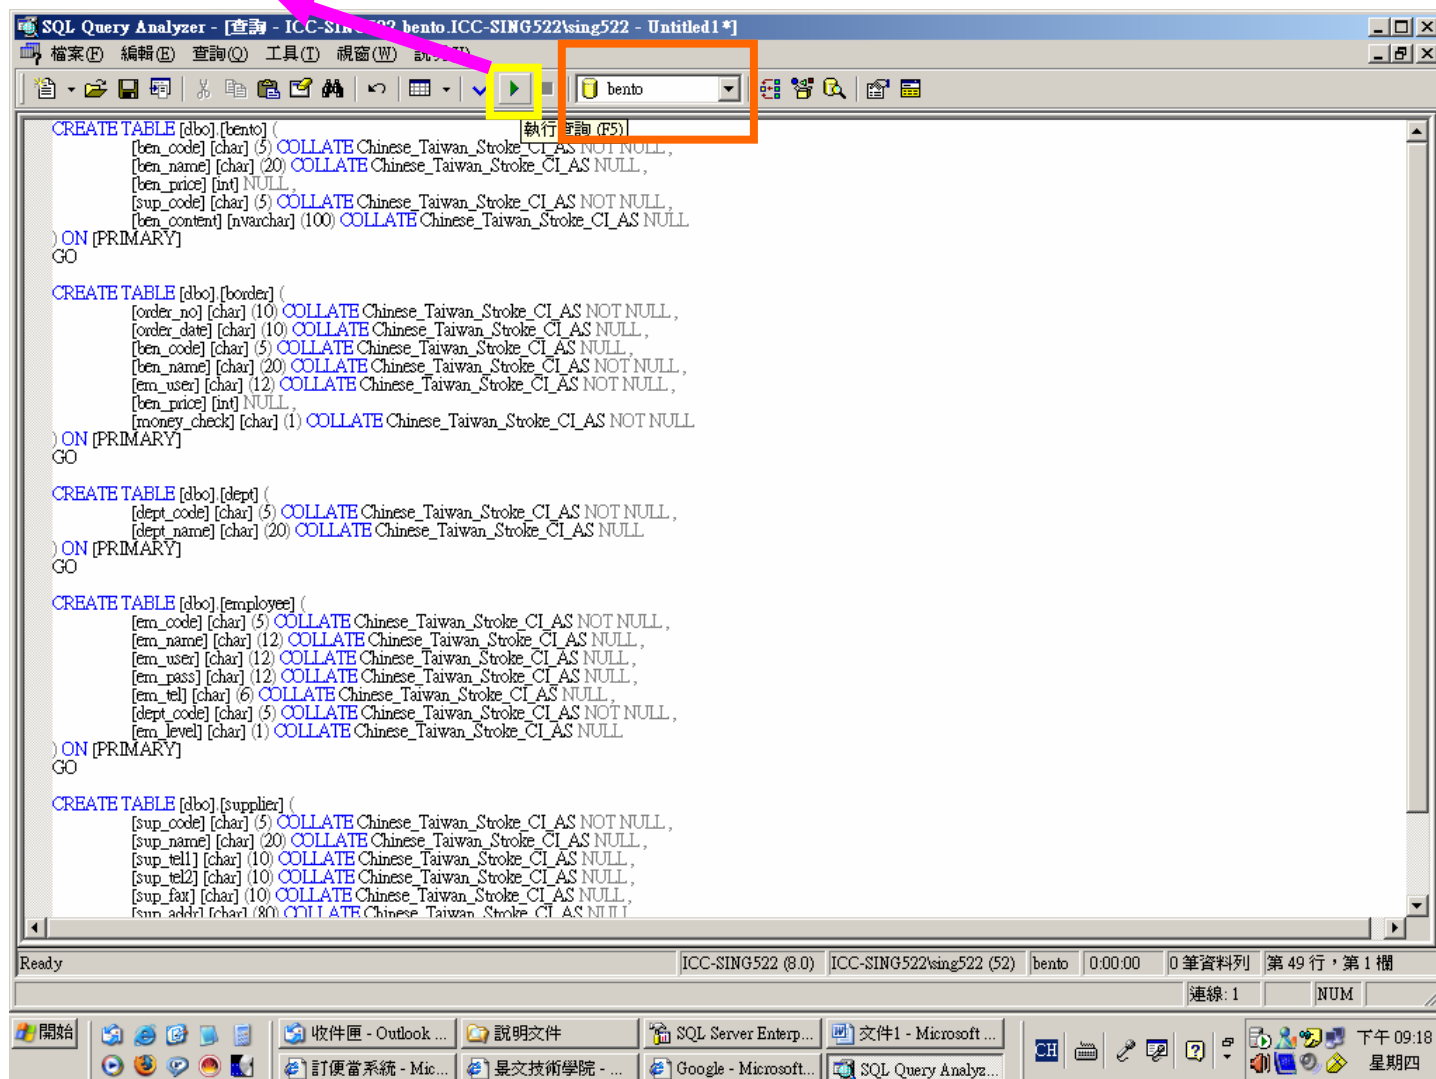 SQL Query Analyzer - [查詢 - ICC-SING522.bento.ICC-SING522\sing522 - Untitled1*]
檔案(F) 編輯(E) 查詢(Q) 工具(T) 視窗(W)
bento
執行查詢 (F5)
CREATE TABLE [dbo].[bento] (
[ben_code] [char] (5) COLLATE Chinese_Taiwan_Stroke_CI_AS NOT NULL ,
[ben_name] [char] (20) COLLATE Chinese_Taiwan_Stroke_CI_AS NULL ,
[ben_price] [int] NULL ,
[sup_code] [char] (5) COLLATE Chinese_Taiwan_Stroke_CI_AS NOT NULL ,
[ben_content] [nvarchar] (100) COLLATE Chinese_Taiwan_Stroke_CI_AS NULL
) ON [PRIMARY]
GO
CREATE TABLE [dbo].[border] (
[order_no] [char] (10) COLLATE Chinese_Taiwan_Stroke_CI_AS NOT NULL ,
[order_date] [char] (10) COLLATE Chinese_Taiwan_Stroke_CI_AS NULL ,
[ben_code] [char] (5) COLLATE Chinese_Taiwan_Stroke_CI_AS NULL ,
[ben_name] [char] (20) COLLATE Chinese_Taiwan_Stroke_CI_AS NOT NULL ,
[em_user] [char] (12) COLLATE Chinese_Taiwan_Stroke_CI_AS NOT NULL ,
[ben_price] [int] NULL ,
[money_check] [char] (1) COLLATE Chinese_Taiwan_Stroke_CI_AS NOT NULL
) ON [PRIMARY]
GO
CREATE TABLE [dbo].[dept] (
[dept_code] [char] (5) COLLATE Chinese_Taiwan_Stroke_CI_AS NOT NULL ,
[dept_name] [char] (20) COLLATE Chinese_Taiwan_Stroke_CI_AS NULL
) ON [PRIMARY]
GO
CREATE TABLE [dbo].[employee] (
[em_code] [char] (5) COLLATE Chinese_Taiwan_Stroke_CI_AS NOT NULL ,
[em_name] [char] (12) COLLATE Chinese_Taiwan_Stroke_CI_AS NULL ,
[em_user] [char] (12) COLLATE Chinese_Taiwan_Stroke_CI_AS NULL ,
[em_pass] [char] (12) COLLATE Chinese_Taiwan_Stroke_CI_AS NULL ,
[em_tel] [char] (6) COLLATE Chinese_Taiwan_Stroke_CI_AS NULL ,
[dept_code] [char] (5) COLLATE Chinese_Taiwan_Stroke_CI_AS NOT NULL ,
[em_level] [char] (1) COLLATE Chinese_Taiwan_Stroke_CI_AS NULL
) ON [PRIMARY]
GO
CREATE TABLE [dbo].[supplier] (
[sup_code] [char] (5) COLLATE Chinese_Taiwan_Stroke_CI_AS NOT NULL ,
[sup_name] [char] (20) COLLATE Chinese_Taiwan_Stroke_CI_AS NULL ,
[sup_tel1] [char] (10) COLLATE Chinese_Taiwan_Stroke_CI_AS NULL ,
[sup_tel2] [char] (10) COLLATE Chinese_Taiwan_Stroke_CI_AS NULL ,
[sup_fax] [char] (10) COLLATE Chinese_Taiwan_Stroke_CI_AS NULL ,
[sup_addr] [char] (80) COLLATE Chinese_Taiwan_Stroke_CI_AS NULL
Ready ICC-SING522 (8.0) ICC-SING522\sing522 (52) bento 0:00:00 0 筆資料列 第 49 行，第 1 欄
連線: 1 NUM
開始 收件匣 - Outlook ... 說明文件 SQL Server Enterp... 文件1 - Microsoft ... CH 下午 09:18
訂便當系統 - Mic... 景文技術學院 - ... Google - Microsoft... SQL Query Analyz... 星期四